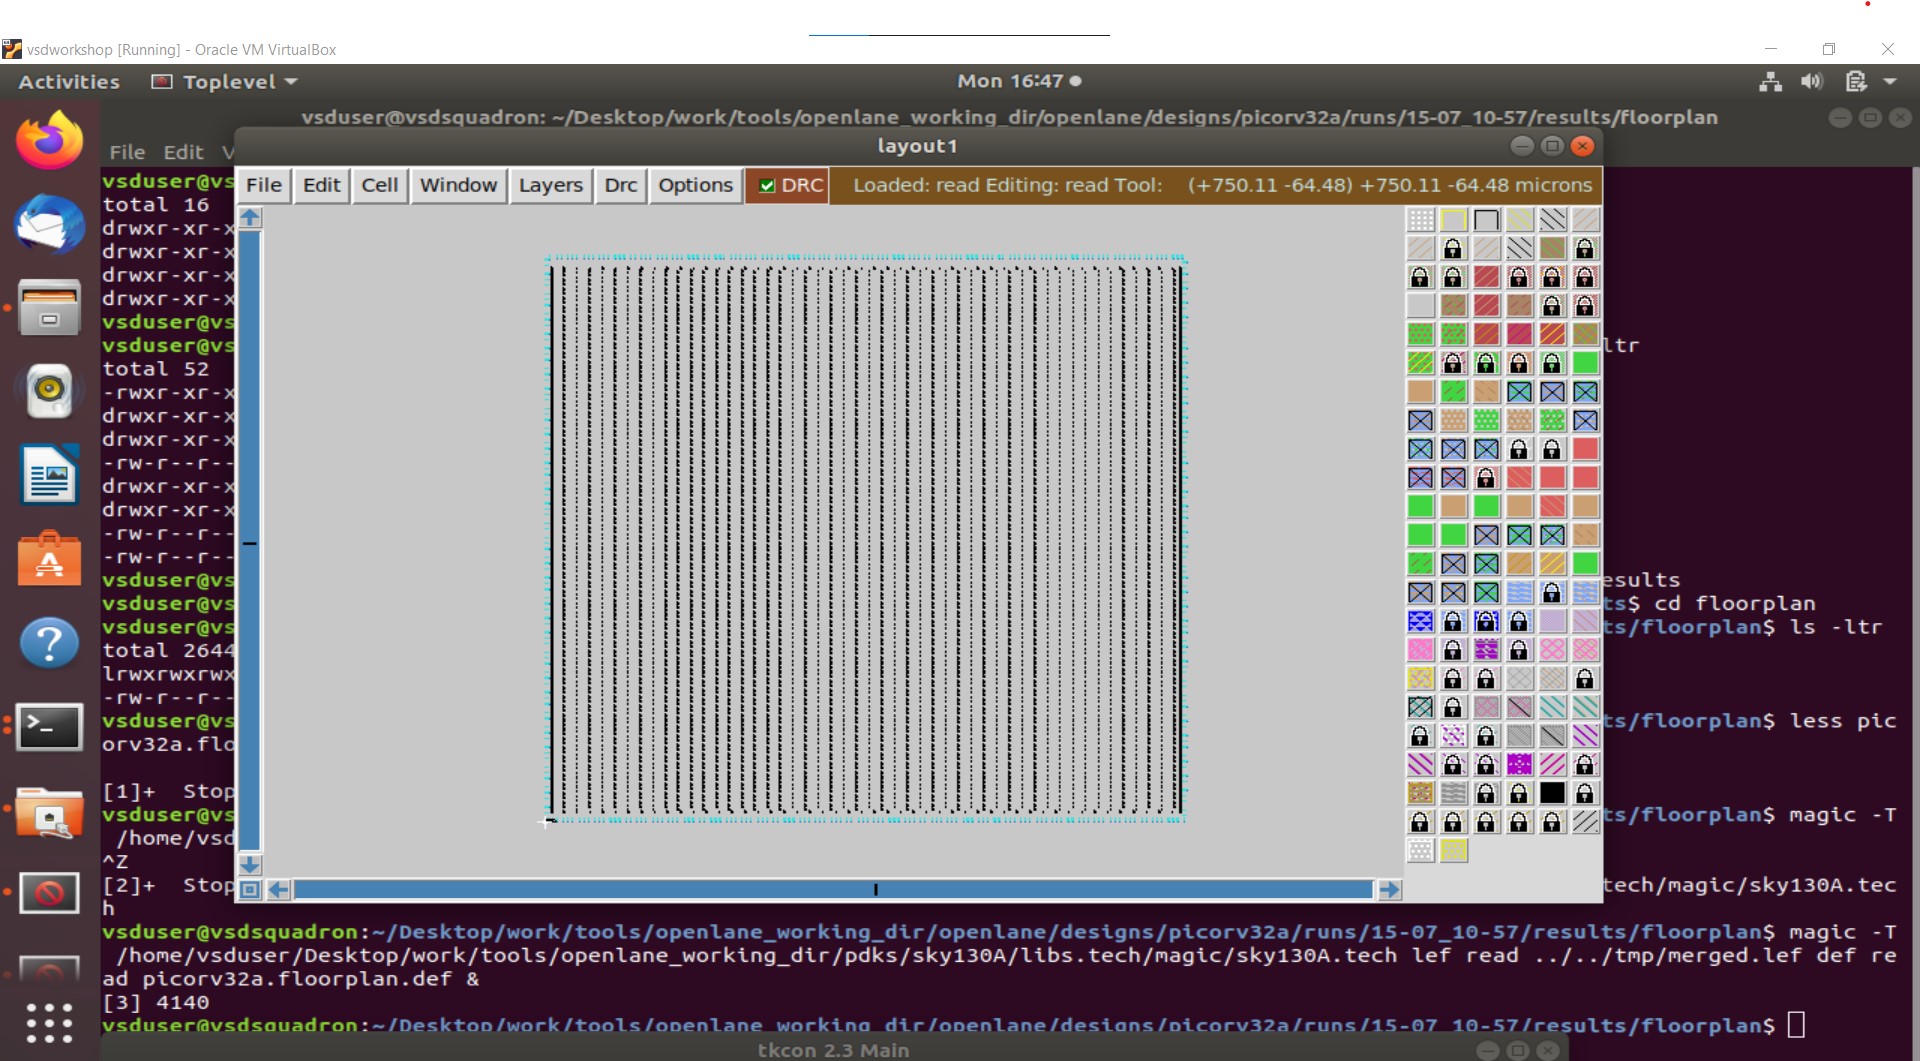 vsdworkshop [Running] - Oracle VM VirtualBox
Activities Toplevel Mon 16:47
vsduser@vsdsquadron: ~/Desktop/work/tools/openlane_working_dir/openlane/designs/picorv32a/runs/15-07_10-57/results/floorplan
File Edit V
layout1
File Edit Cell Window Layers Drc Options DRC Loaded: read Editing: read Tool: (+750.11 -64.48) +750.11 -64.48 microns
vsduser@vs
total 16
drwxr-xr-x
drwxr-xr-x
drwxr-xr-x
drwxr-xr-x
vsduser@vs
vsduser@vs ltr
total 52
-rwxr-xr-x
drwxr-xr-x
drwxr-xr-x
-rw-r--r--
drwxr-xr-x
drwxr-xr-x
-rw-r--r--
-rw-r--r--
vsduser@vs esults
vsduser@vs ts$ cd floorplan
vsduser@vs ts/floorplan$ ls -ltr
total 2644
lrwxrwxrwx
-rw-r--r--
vsduser@vs ts/floorplan$ less pic
orv32a.flo
[1]+ Stop
vsduser@vs ts/floorplan$ magic -T
/home/vsd
^Z
[2]+ Stop tech/magic/sky130A.tec
h
vsduser@vsdsquadron:~/Desktop/work/tools/openlane_working_dir/openlane/designs/picorv32a/runs/15-07_10-57/results/floorplan$ magic -T
/home/vsduser/Desktop/work/tools/openlane_working_dir/pdks/sky130A/libs.tech/magic/sky130A.tech lef read ../../tmp/merged.lef def re
ad picorv32a.floorplan.def &
[3] 4140
vsduser@vsdsquadron:~/Desktop/work/tools/openlane_working_dir/openlane/designs/picorv32a/runs/15-07_10-57/results/floorplan$
tkcon 2.3 Main